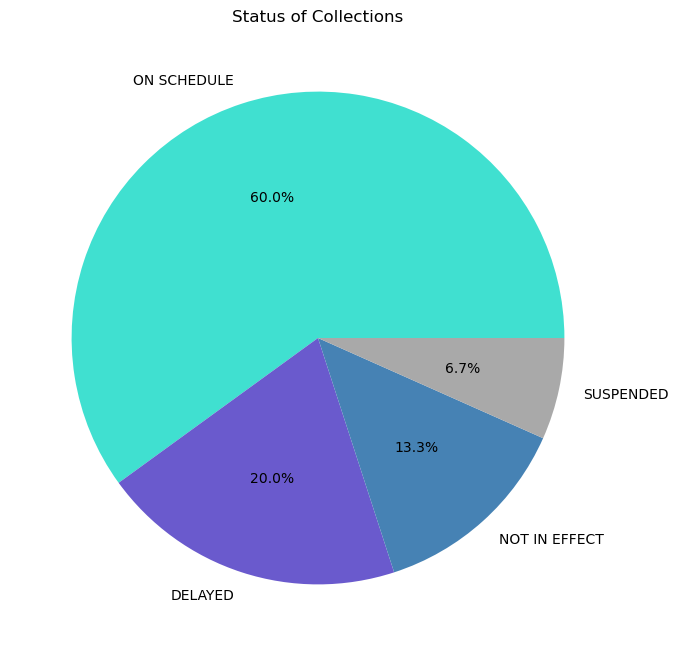 Status of Collections
ON SCHEDULE
60.0%
6.7%
SUSPENDED
13.3%
20.0%
NOT IN EFFECT
DELAYED